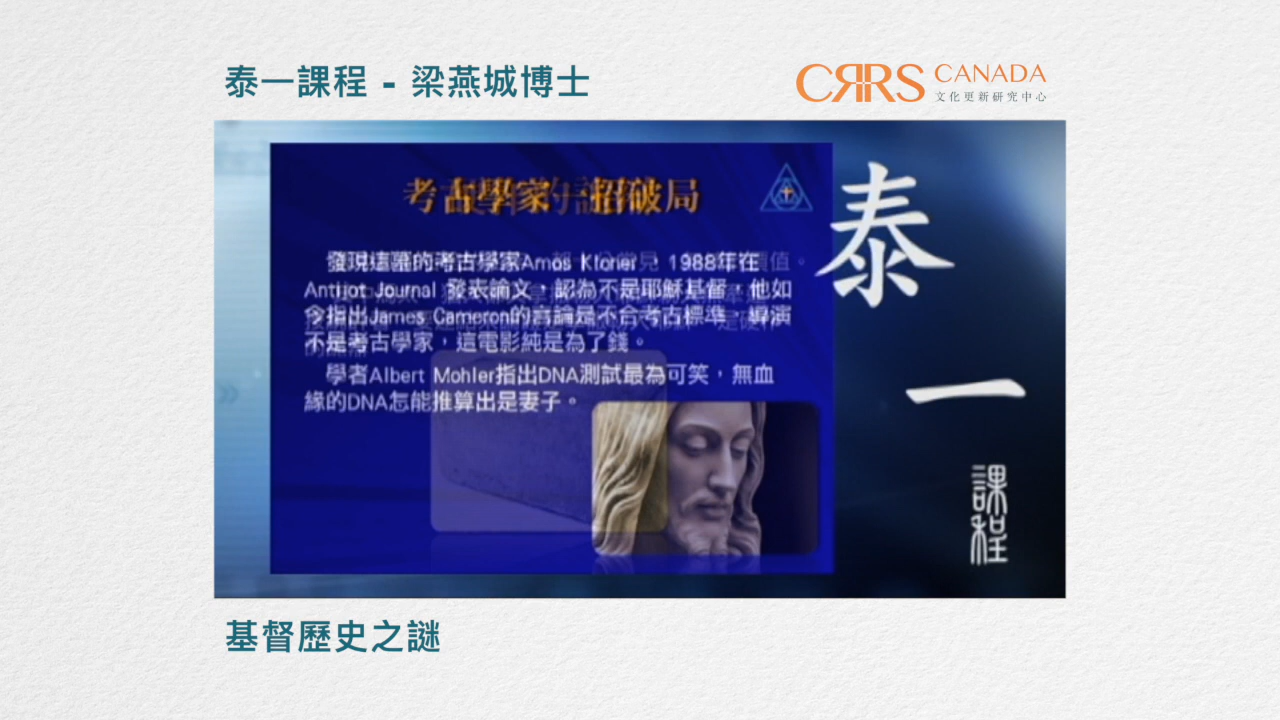 泰一課程 - 梁燕城博士
CRRS CANADA
文化更新研究中心
發現這墓的考古學家Amos Kloner 1988年在
Antijot Journal 發表論文，認為不是耶穌基督，他如
今指出James Cameron的言論是不合考古標準，導演
不是考古學家，這電影純是為了錢。
學者Albert Mohler指出DNA測試最為可笑，無血
緣的DNA怎能推算出是妻子。
泰一
課程
基督歷史之謎